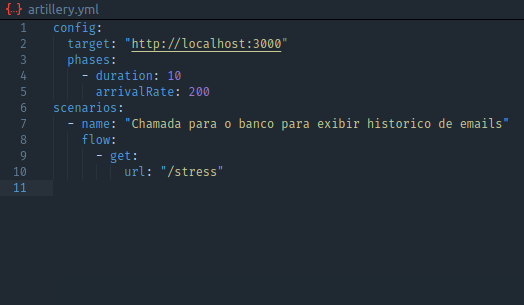 artillery.yml
1 config:
2 target: "http://localhost:3000"
3 phases:
4 - duration: 10
5 arrivalRate: 200
6 scenarios:
7 - name: "Chamada para o banco para exibir historico de emails"
8 flow:
9 - get:
10 url: "/stress"
11